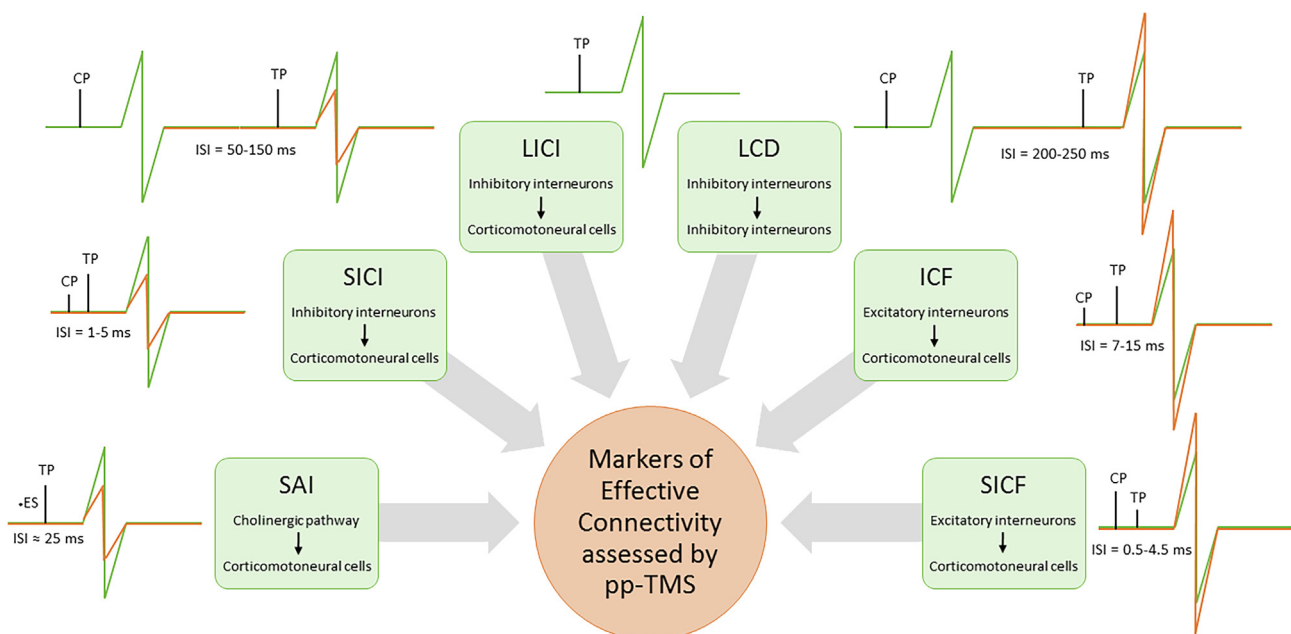 CP
TP
ISI = 50-150 ms
TP
CP
TP
ISI = 200-250 ms
LICI
Inhibitory interneurons
Corticomotoneural cells
LCD
Inhibitory interneurons
Inhibitory interneurons
CP
TP
ISI = 1-5 ms
SICI
Inhibitory interneurons
Corticomotoneural cells
ICF
Excitatory interneurons
Corticomotoneural cells
CP
TP
ISI = 7-15 ms
TP
+ES
ISI ≈ 25 ms
SAI
Cholinergic pathway
Corticomotoneural cells
Markers of
Effective
Connectivity
assessed by
pp-TMS
SICF
Excitatory interneurons
Corticomotoneural cells
CP
TP
ISI = 0.5-4.5 ms